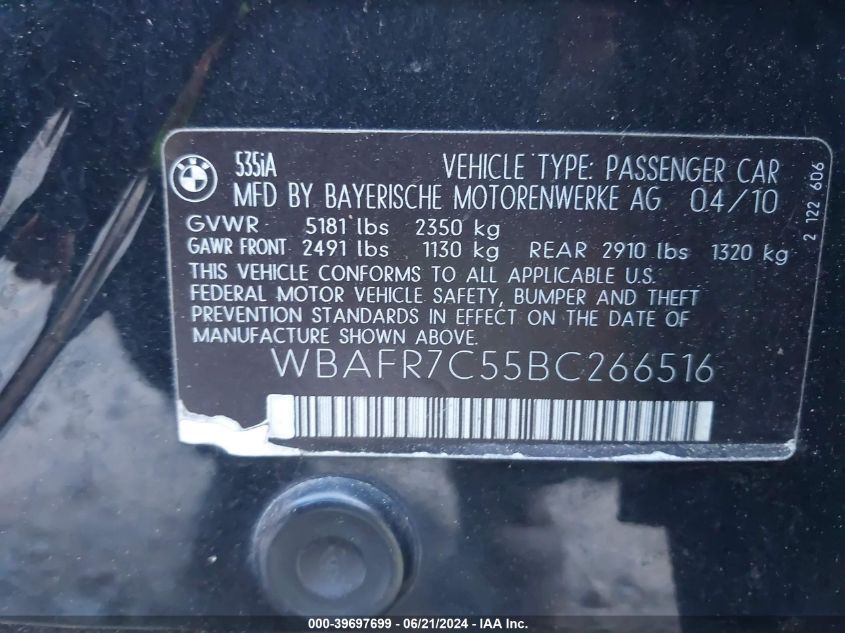 BMW
535iA VEHICLE TYPE: PASSENGER CAR
MFD BY BAYERISCHE MOTORENWERKE AG 04/10
GVWR 5181 lbs 2350 kg
GAWR FRONT 2491 lbs 1130 kg REAR 2910 lbs 1320 kg
THIS VEHICLE CONFORMS TO ALL APPLICABLE U.S.
FEDERAL MOTOR VEHICLE SAFETY, BUMPER AND THEFT
PREVENTION STANDARDS IN EFFECT ON THE DATE OF
MANUFACTURE SHOWN ABOVE.
WBAFR7C55BC266516
2 122 606
000-39697699 / 06/21/2024 - IAA Inc.